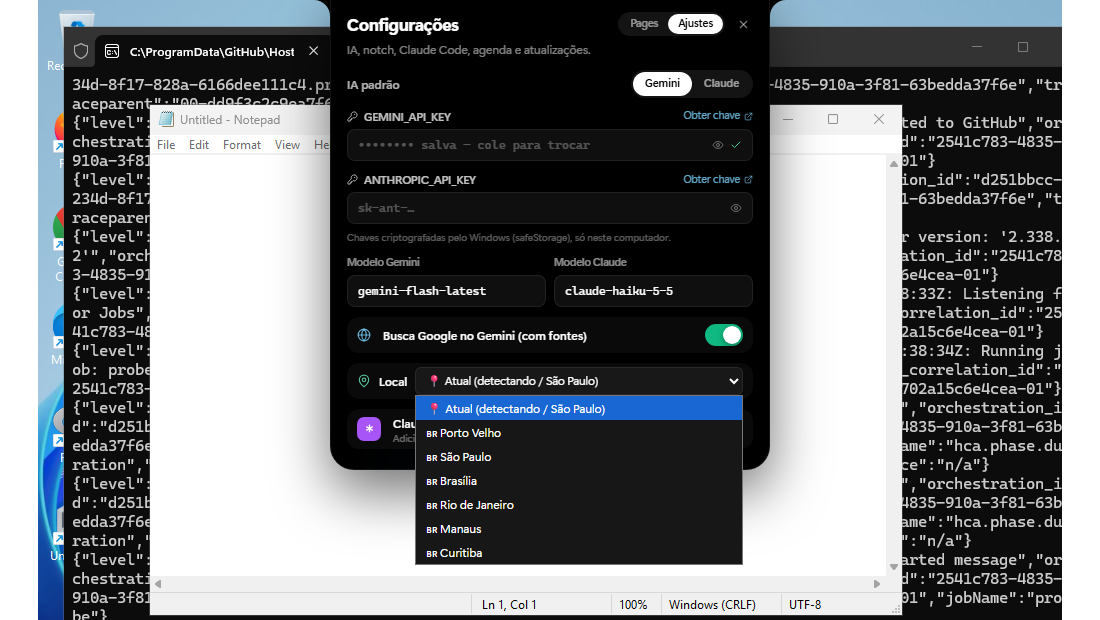 Configurações
Pages
Ajustes
IA, notch, Claude Code, agenda e atualizações.
IA padrão
Gemini
Claude
GEMINI_API_KEY
Obter chave
•••••••• salva — cole para trocar
ANTHROPIC_API_KEY
Obter chave
sk-ant-…
Chaves criptografadas pelo Windows (safeStorage), só neste computador.
Modelo Gemini
Modelo Claude
gemini-flash-latest
claude-haiku-5-5
Busca Google no Gemini (com fontes)
Local
Atual (detectando / São Paulo)
Atual (detectando / São Paulo)
BR Porto Velho
BR São Paulo
BR Brasília
BR Rio de Janeiro
BR Manaus
BR Curitiba
Clau
Adici
C:\ProgramData\GitHub\Host
34d-8f17-828a-6166dee111c4.pr
-4835-910a-3f81-63bedda37f6e","tr
aceparent":"00-dd9f3c2c9ea7f6
{"level":
ted to GitHub","or
chestrati
d":"2541c783-4835-
910a-3f81
01"}
{"level":
ion_id":"d251bbcc-
234d-8f17
1-63bedda37f6e","t
raceparen
{"level":
r version: '2.338.
2'","orch
ation_id":"2541c78
3-4835-91
6e4cea-01"}
{"level":
8:33Z: Listening f
or Jobs",
orrelation_id":"25
41c783-48
2a15c6e4cea-01"}
{"level":
:38:34Z: Running j
ob: probe
_correlation_id":"
2541c783-
702a15c6e4cea-01"}
{"level":
,"orchestration_i
d":"d251b
4835-910a-3f81-63b
edda37f6e
name":"hca.phase.du
ration","
ce":"n/a"}
{"level":
,"orchestration_i
d":"d251b
4835-910a-3f81-63b
edda37f6e
name":"hca.phase.du
ration","
":"n/a"}
{"level":
arted message","or
chestrati
d":"2541c783-4835-
910a-3f81
01","jobName":"pro
be"}
Untitled - Notepad
File
Edit
Format
View
He
Ln 1, Col 1
100%
Windows (CRLF)
UTF-8